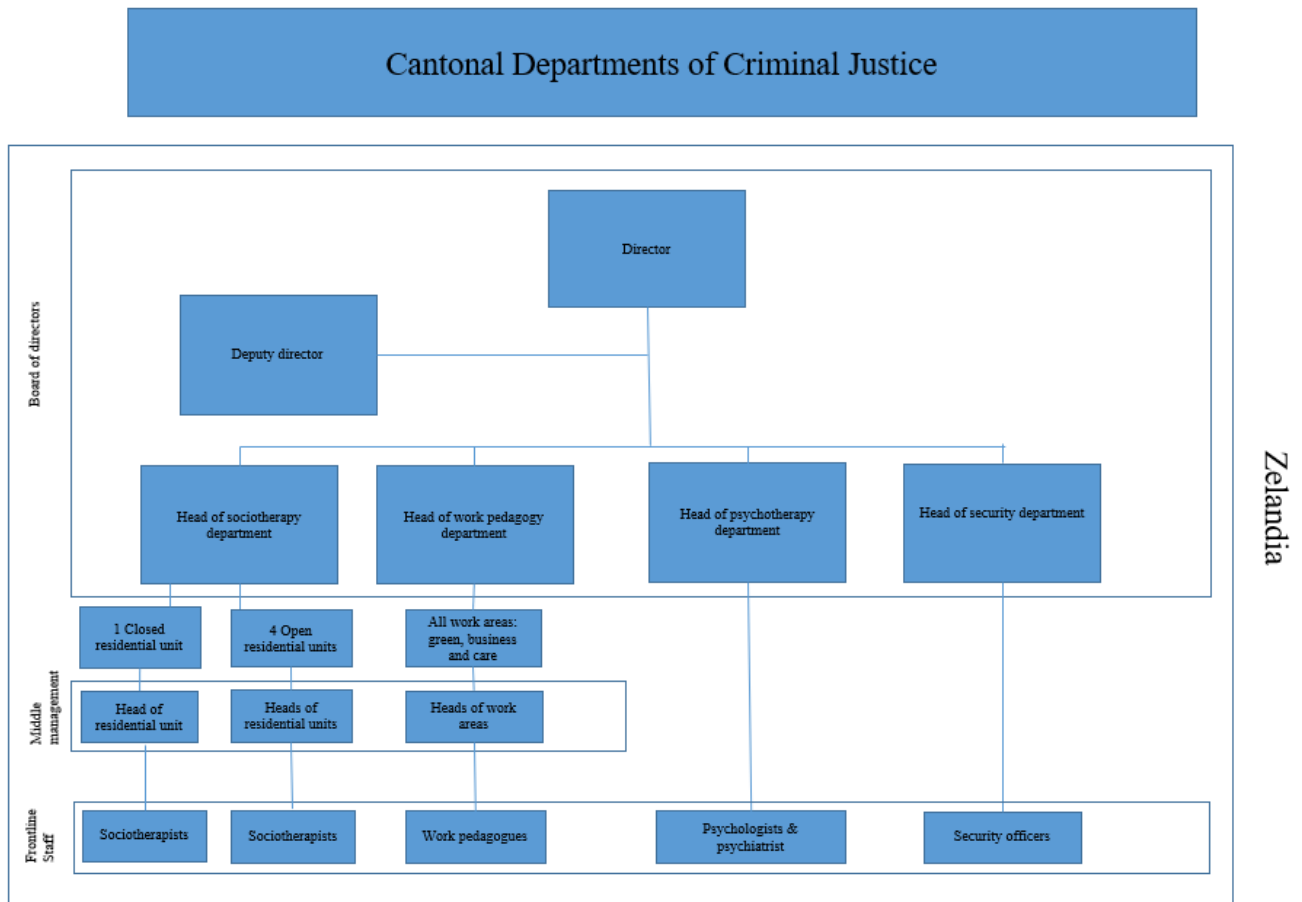 Cantonal Departments of Criminal Justice
Board of directors
Director
Deputy director
Head of sociotherapy
department
Head of work pedagogy
department
Head of psychotherapy
department
Head of security department
Zelandia
1 Closed
residential unit
4 Open
residential units
All work areas:
green, business
and care
Middle
management
Head of
residential unit
Heads of
residential units
Heads of work
areas
Frontline
Staff
Sociotherapists
Sociotherapists
Work pedagogues
Psychologists &
psychiatrist
Security officers